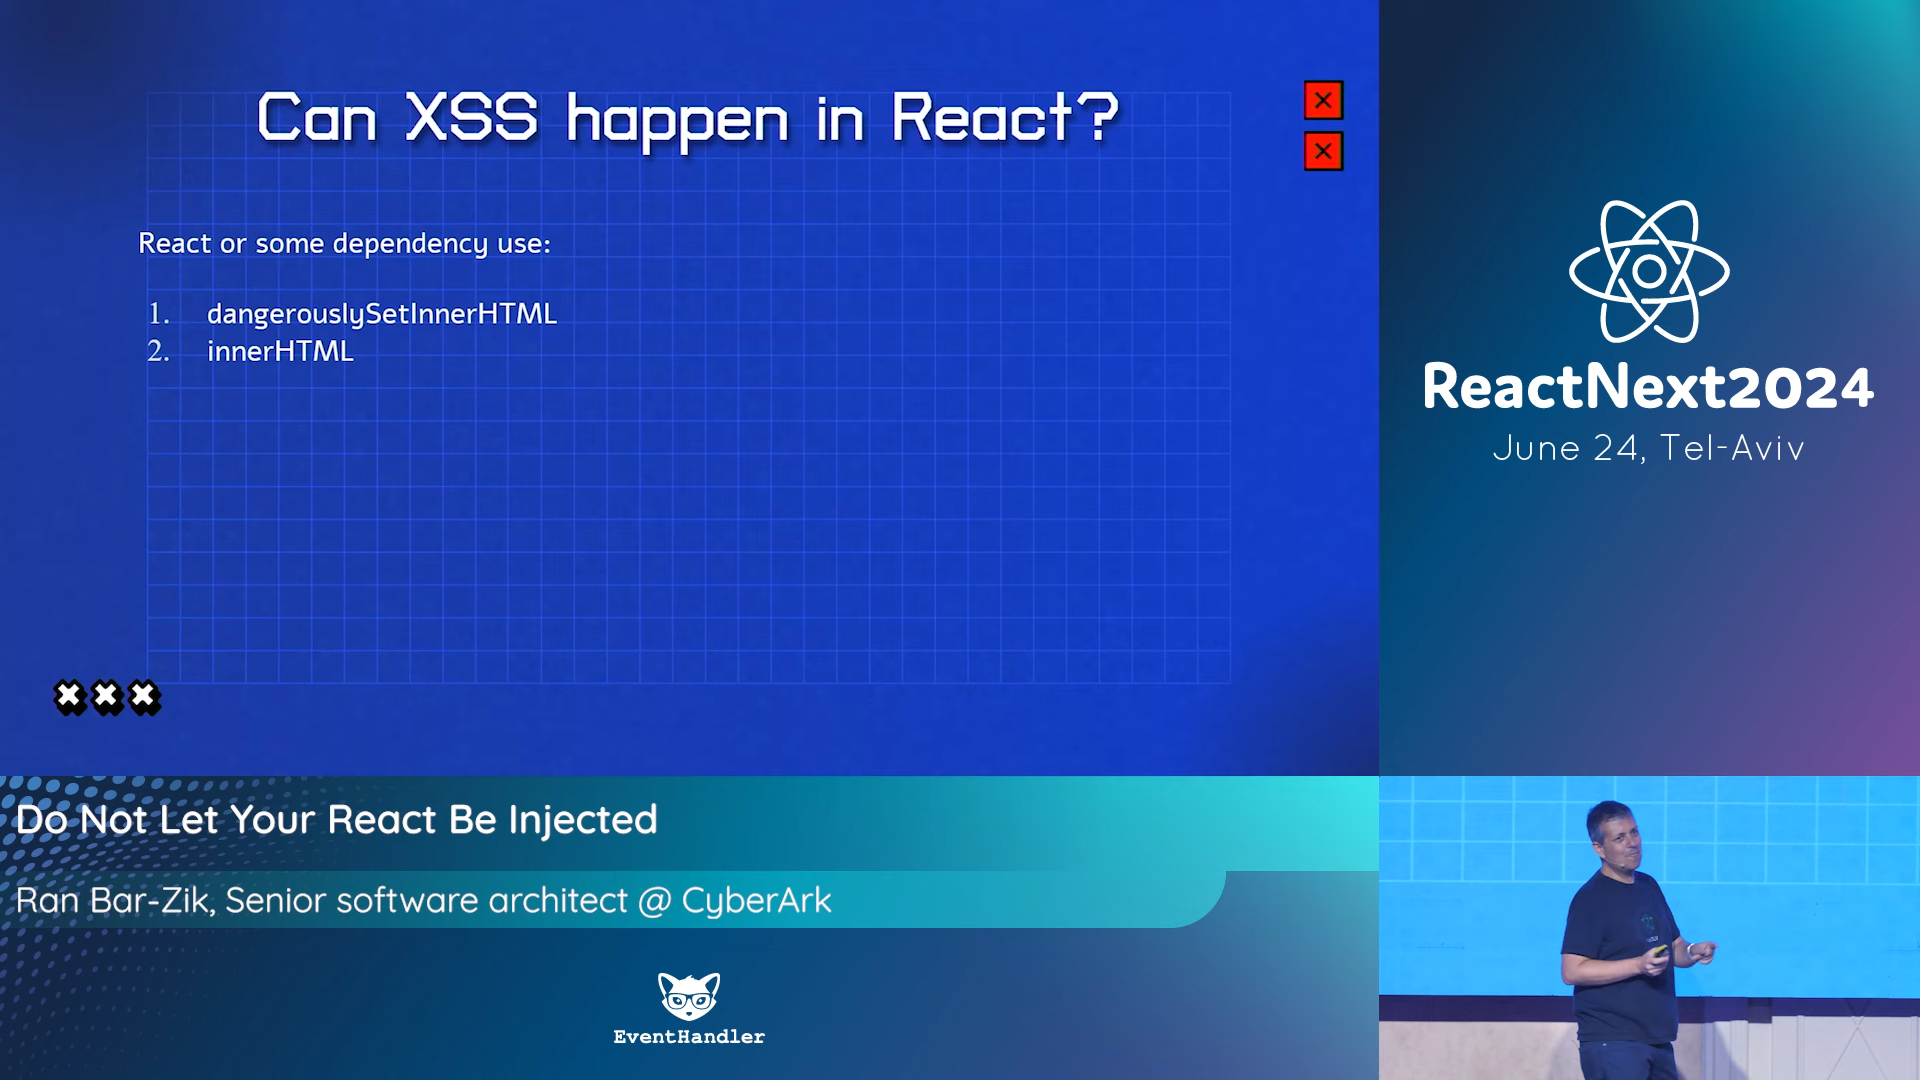 Can XSS happen in React?
React or some dependency use:
1. dangerouslySetInnerHTML
2. innerHTML
ReactNext2024
June 24, Tel-Aviv
Do Not Let Your React Be Injected
Ran Bar-Zik, Senior software architect @ CyberArk
EventHandler